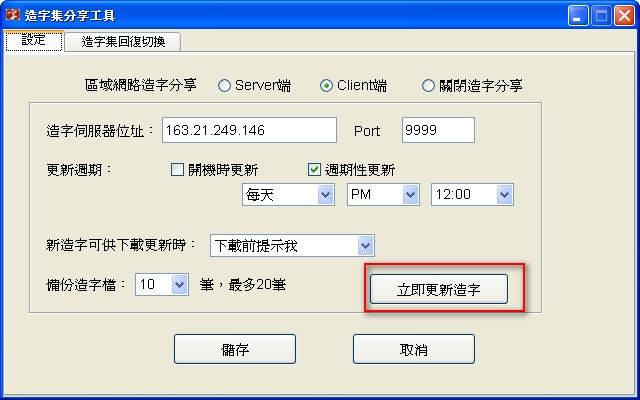 造字集分享工具
設定 造字集回復切換
區域網路造字分享 Server端 Client端 關閉造字分享
造字伺服器位址： 163.21.249.146 Port 9999
更新週期： 開機時更新 週期性更新
每天 PM 12:00
新造字可供下載更新時： 下載前提示我
備份造字檔： 10 筆，最多20筆 立即更新造字
儲存 取消